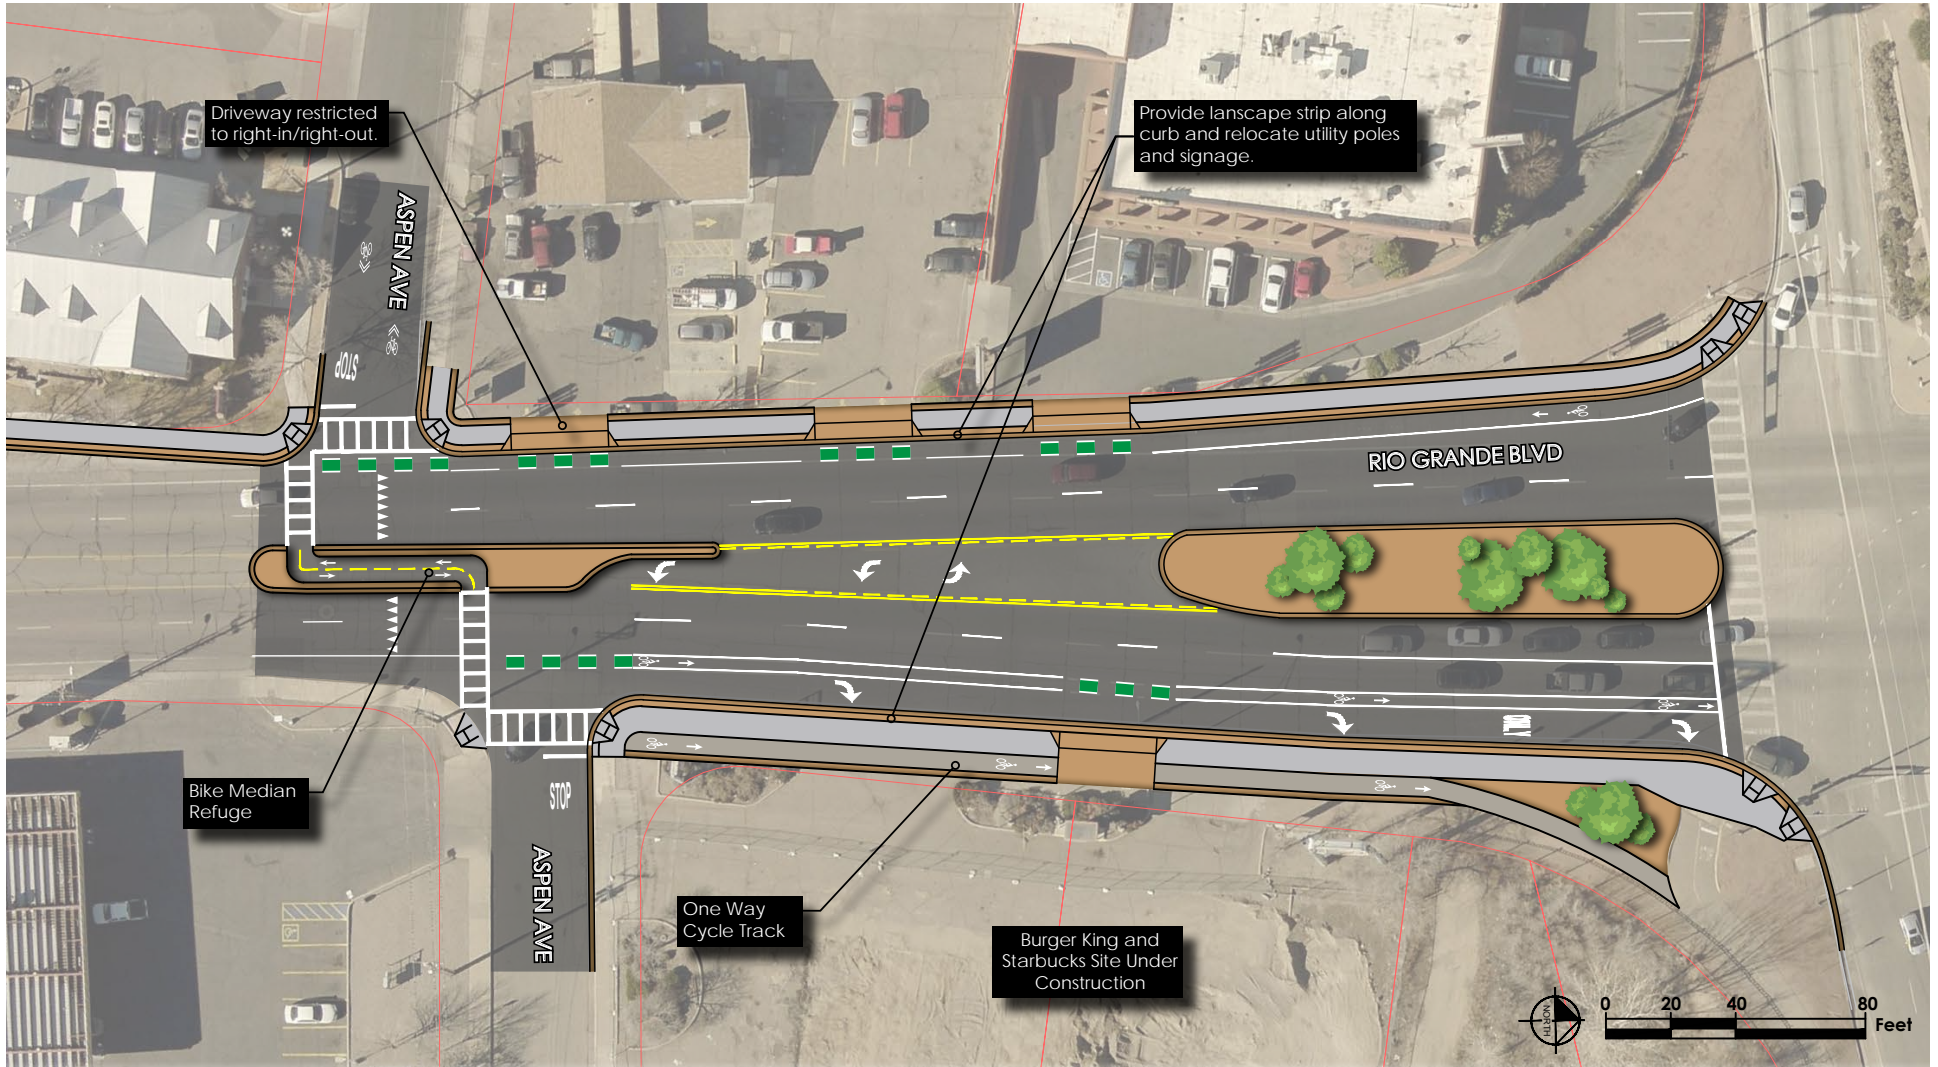 Driveway restricted
to right-in/right-out.
Provide lanscape strip along
curb and relocate utility poles
and signage.
ASPEN AVE
STOP
RIO GRANDE BLVD
ONLY
Bike Median
Refuge
STOP
ASPEN AVE
One Way
Cycle Track
Burger King and
Starbucks Site Under
Construction
NORTH
0 20 40 80
Feet